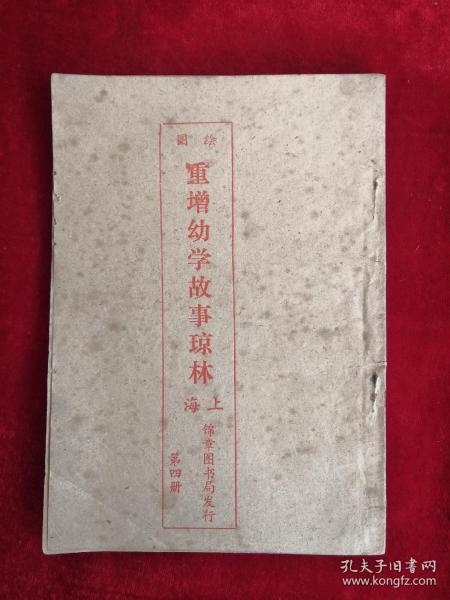 绘图
重增幼学故事琼林
上海
锦章图书局发行
第四册
孔夫子旧书网
www.kongfz.com